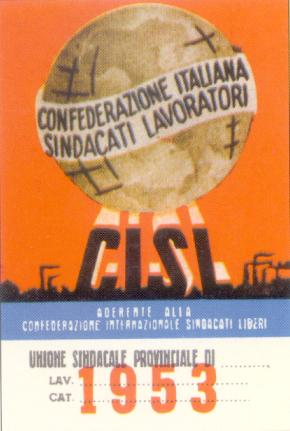 CONFEDERAZIONE ITALIANA
SINDACATI LAVORATORI
CISL
ADERENTE ALLA
CONFEDERAZIONE INTERNAZIONALE SINDACATI LIBERI
UNIONE SINDACALE PROVINCIALE DI
LAV.
CAT.
1953